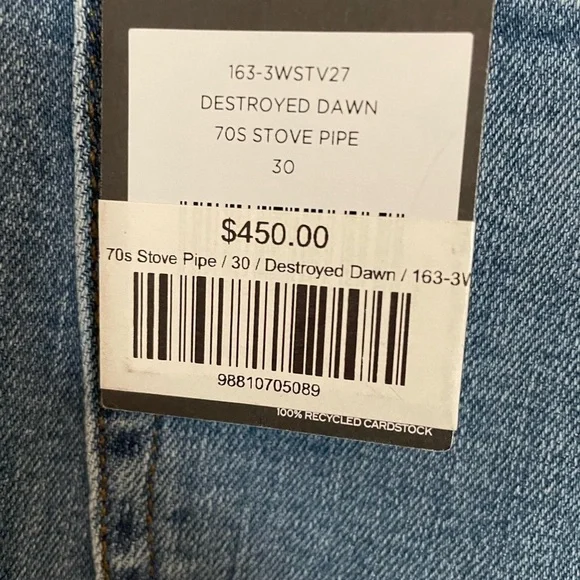 163-3WSTV27
DESTROYED DAWN
70S STOVE PIPE
30
$450.00
70s Stove Pipe / 30 / Destroyed Dawn / 163-3W
98810705089
100% RECYCLED CARDSTOCK